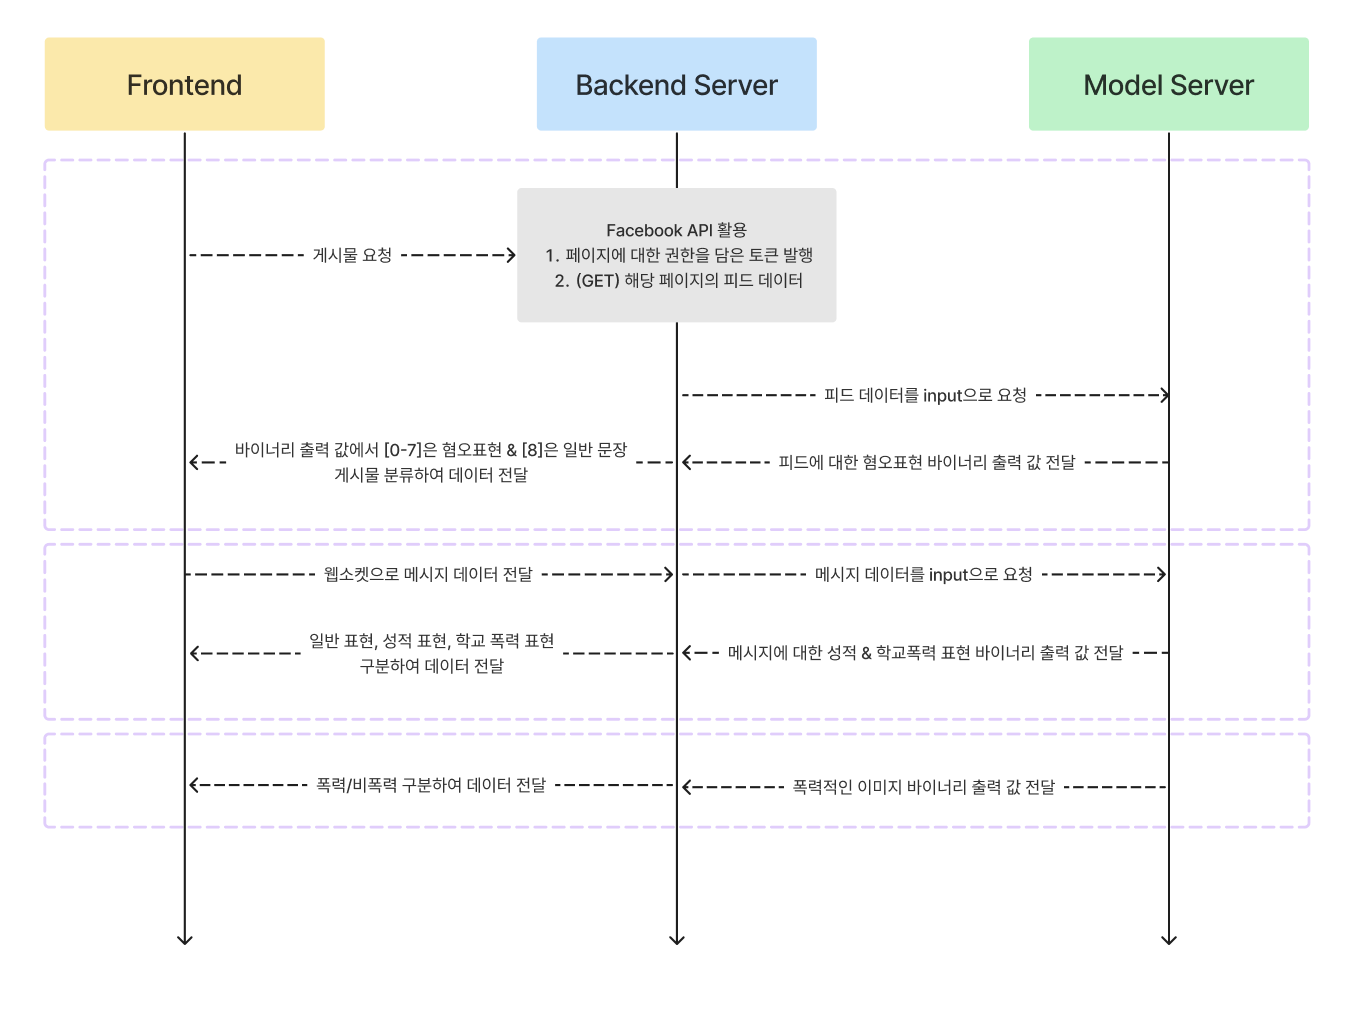 Frontend
Backend Server
Model Server
Facebook API 활용
1. 페이지에 대한 권한을 담은 토큰 발행
2. (GET) 해당 페이지의 피드 데이터
게시물 요청
피드 데이터를 input으로 요청
바이너리 출력 값에서 [0-7]은 혐오표현 & [8]은 일반 문장
게시물 분류하여 데이터 전달
피드에 대한 혐오표현 바이너리 출력 값 전달
웹소켓으로 메시지 데이터 전달
메시지 데이터를 input으로 요청
일반 표현, 성적 표현, 학교 폭력 표현
구분하여 데이터 전달
메시지에 대한 성적 & 학교폭력 표현 바이너리 출력 값 전달
폭력/비폭력 구분하여 데이터 전달
폭력적인 이미지 바이너리 출력 값 전달